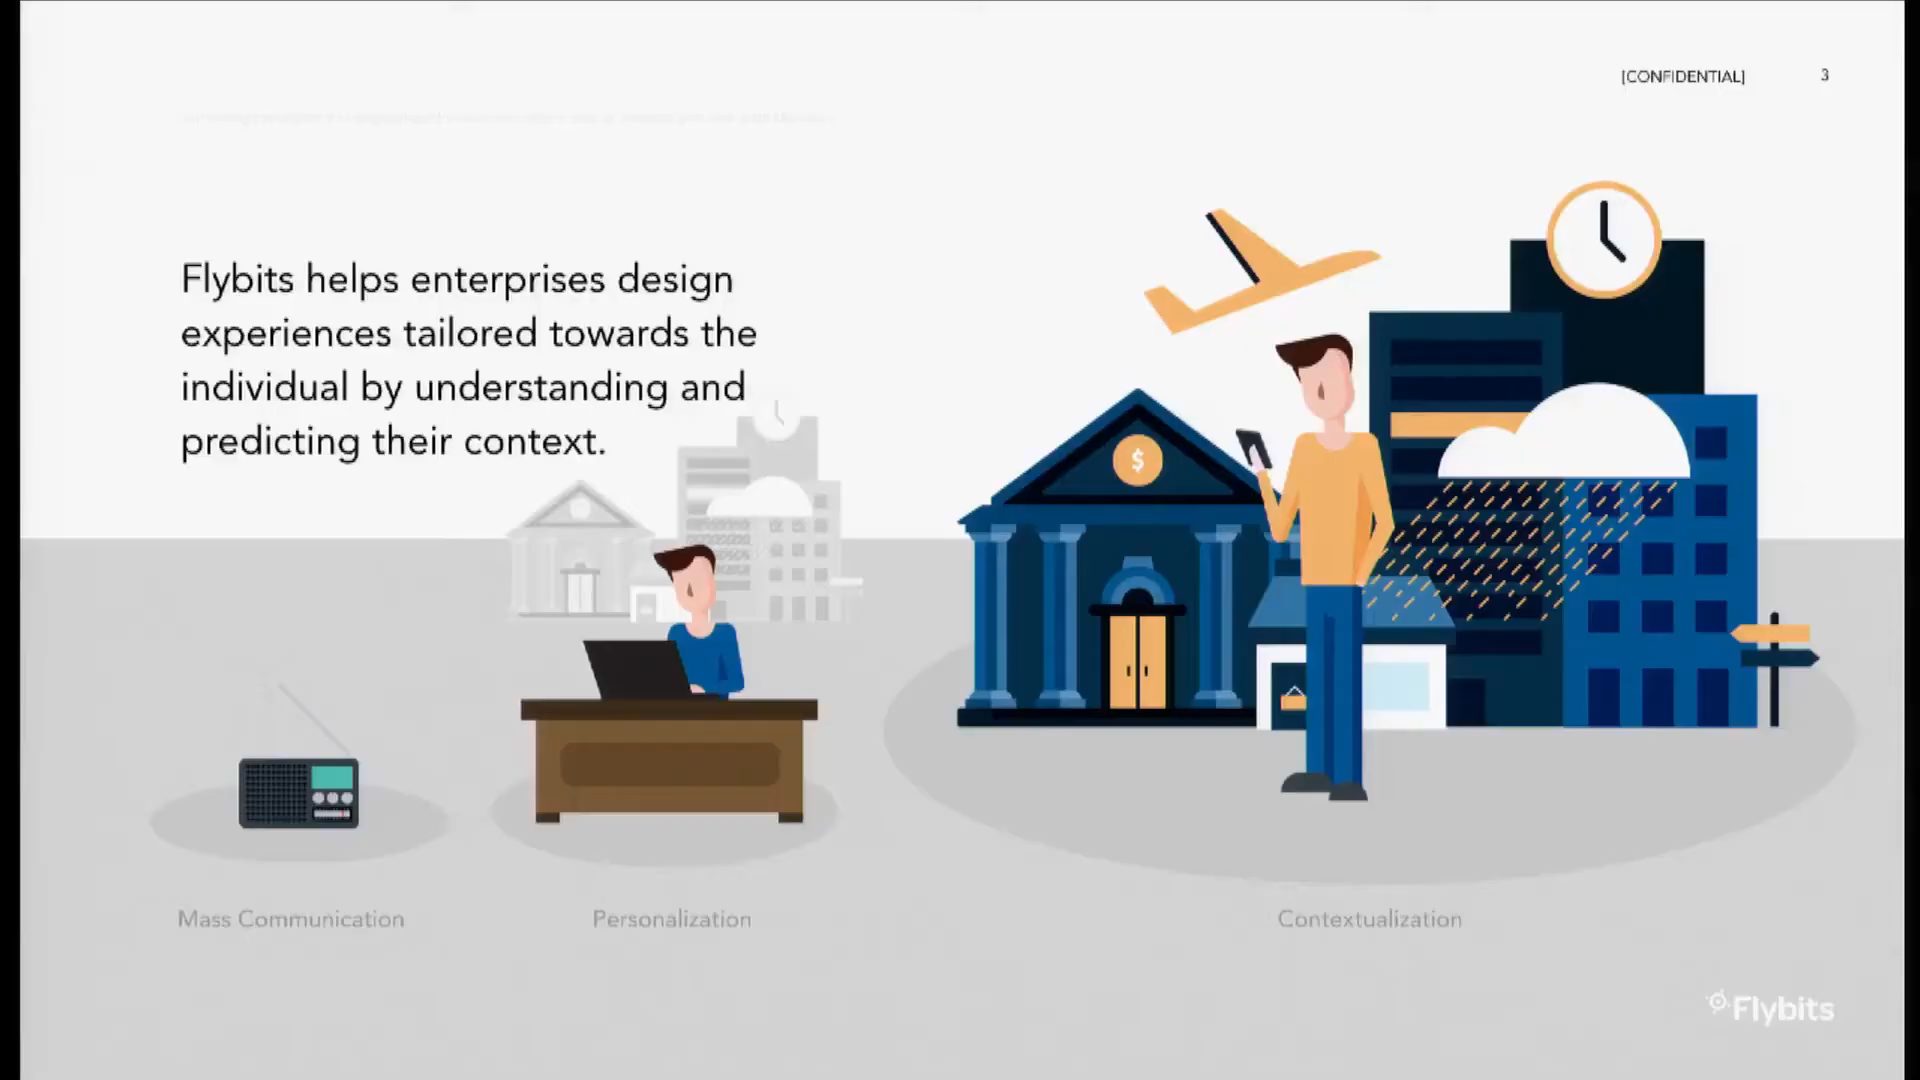 [CONFIDENTIAL] 3
Flybits helps enterprises design
experiences tailored towards the
individual by understanding and
predicting their context.
$
Mass Communication
Personalization
Contextualization
Flybits